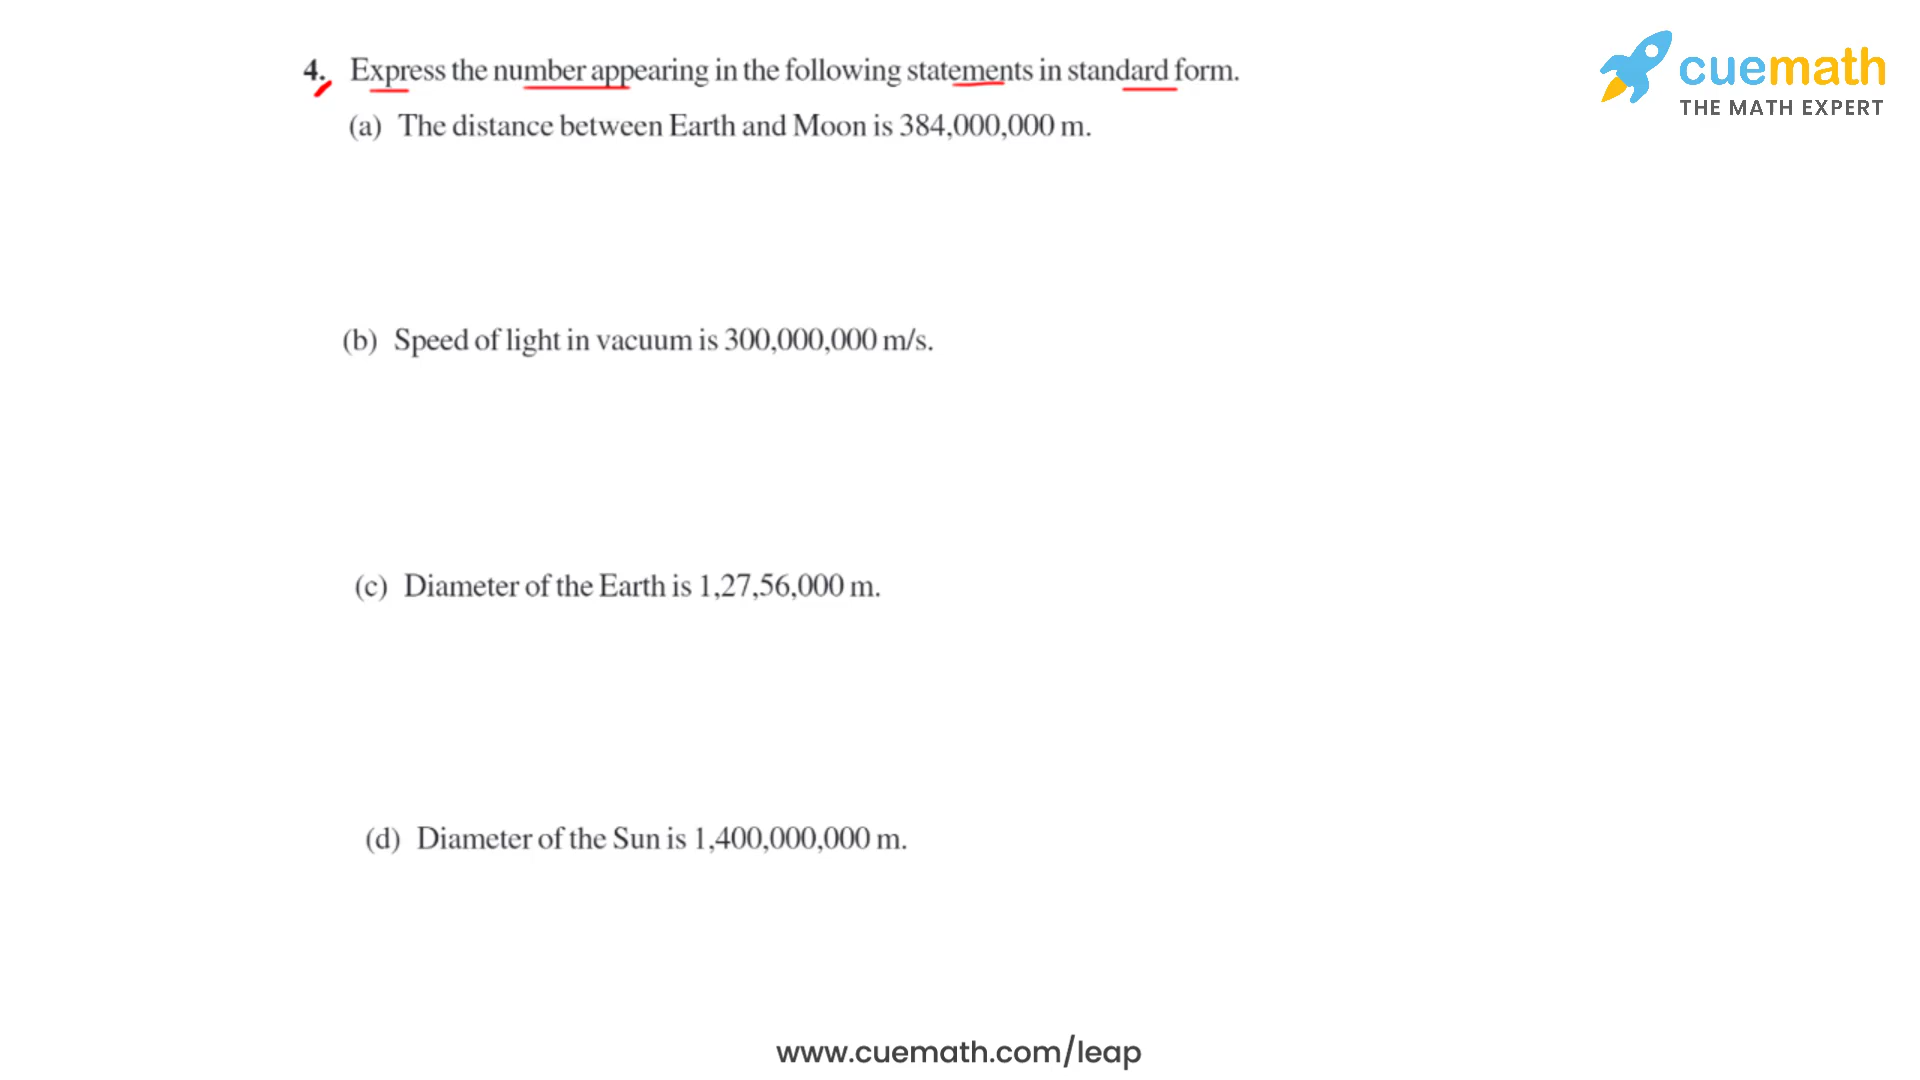 cuemath
THE MATH EXPERT
4. Express the number appearing in the following statements in standard form.
(a) The distance between Earth and Moon is 384,000,000 m.
(b) Speed of light in vacuum is 300,000,000 m/s.
(c) Diameter of the Earth is 1,27,56,000 m.
(d) Diameter of the Sun is 1,400,000,000 m.
www.cuemath.com/leap